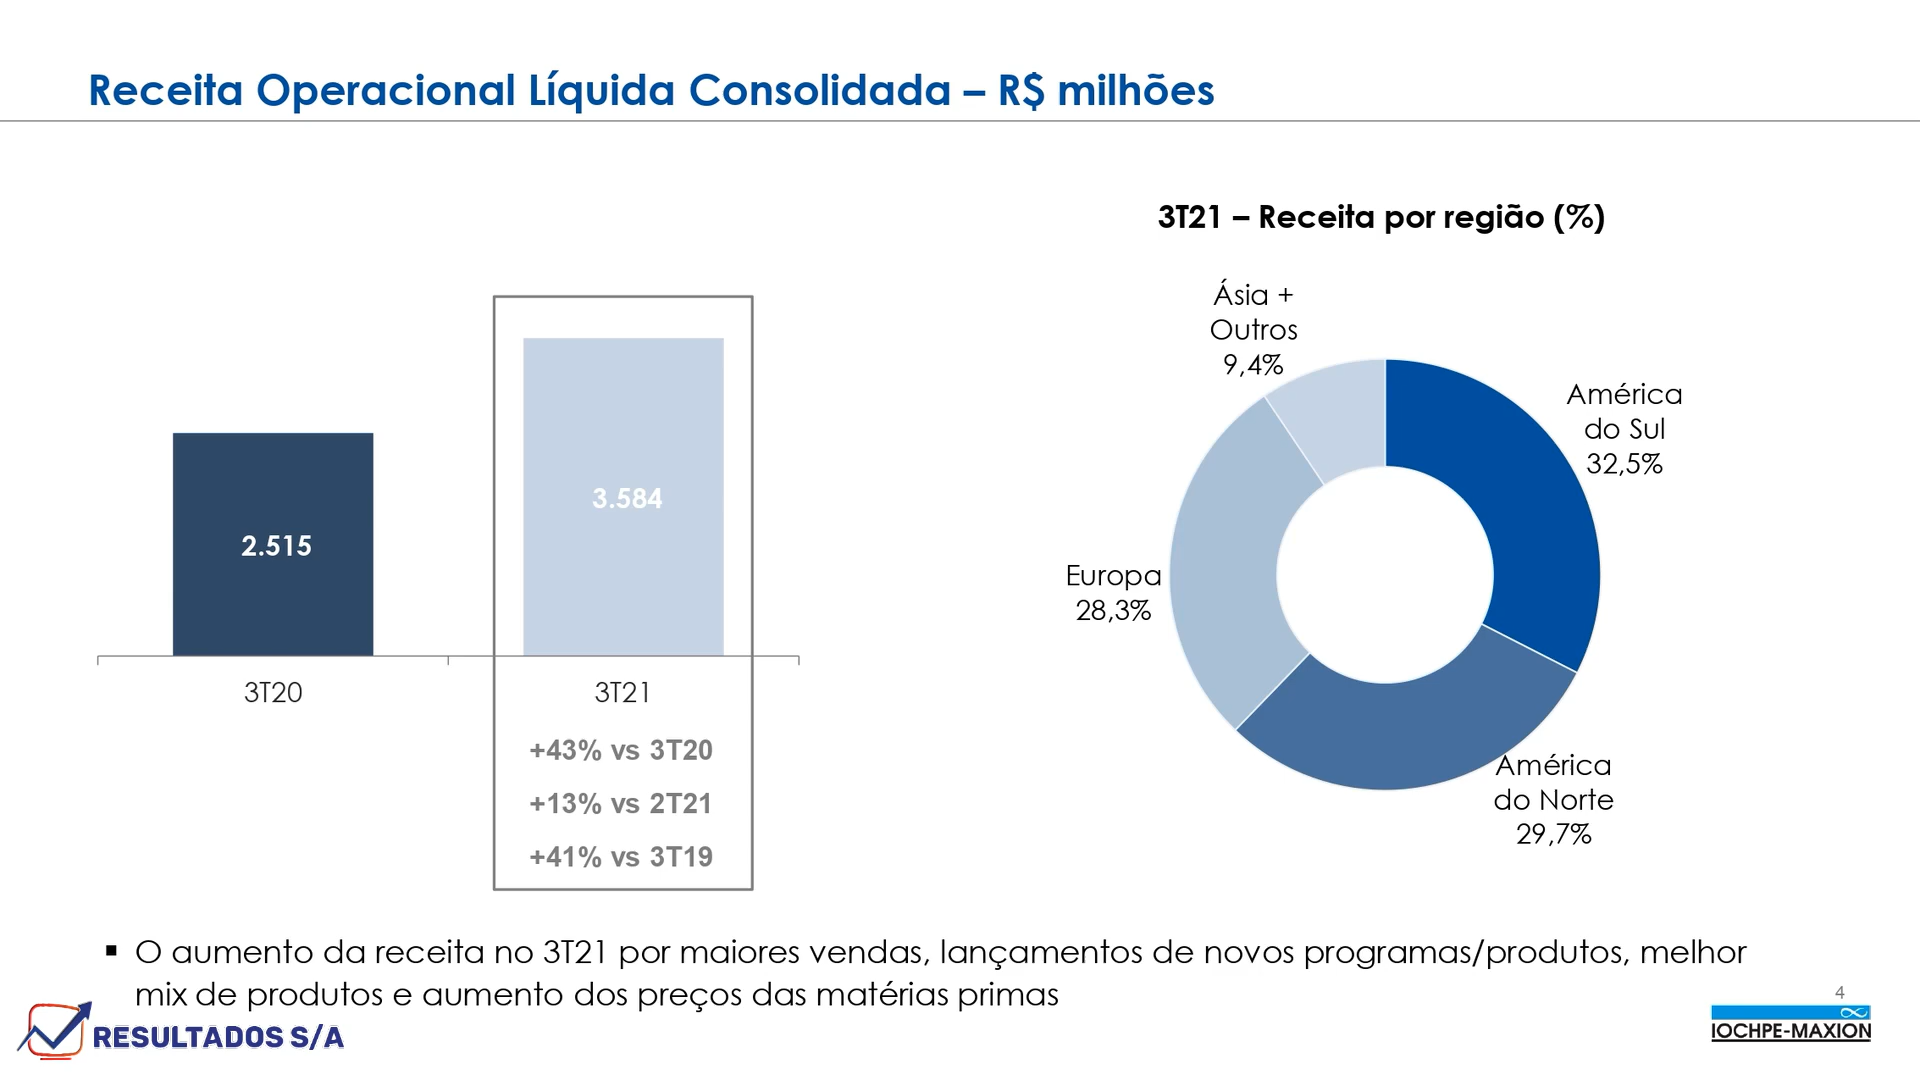 Receita Operacional Líquida Consolidada – R$ milhões
2.515
3.584
3T20
3T21
+43% vs 3T20
+13% vs 2T21
+41% vs 3T19
3T21 – Receita por região (%)
Ásia +
Outros
9,4%
América
do Sul
32,5%
Europa
28,3%
América
do Norte
29,7%
▪ O aumento da receita no 3T21 por maiores vendas, lançamentos de novos programas/produtos, melhor
mix de produtos e aumento dos preços das matérias primas
4
RESULTADOS S/A
IOCHPE-MAXION